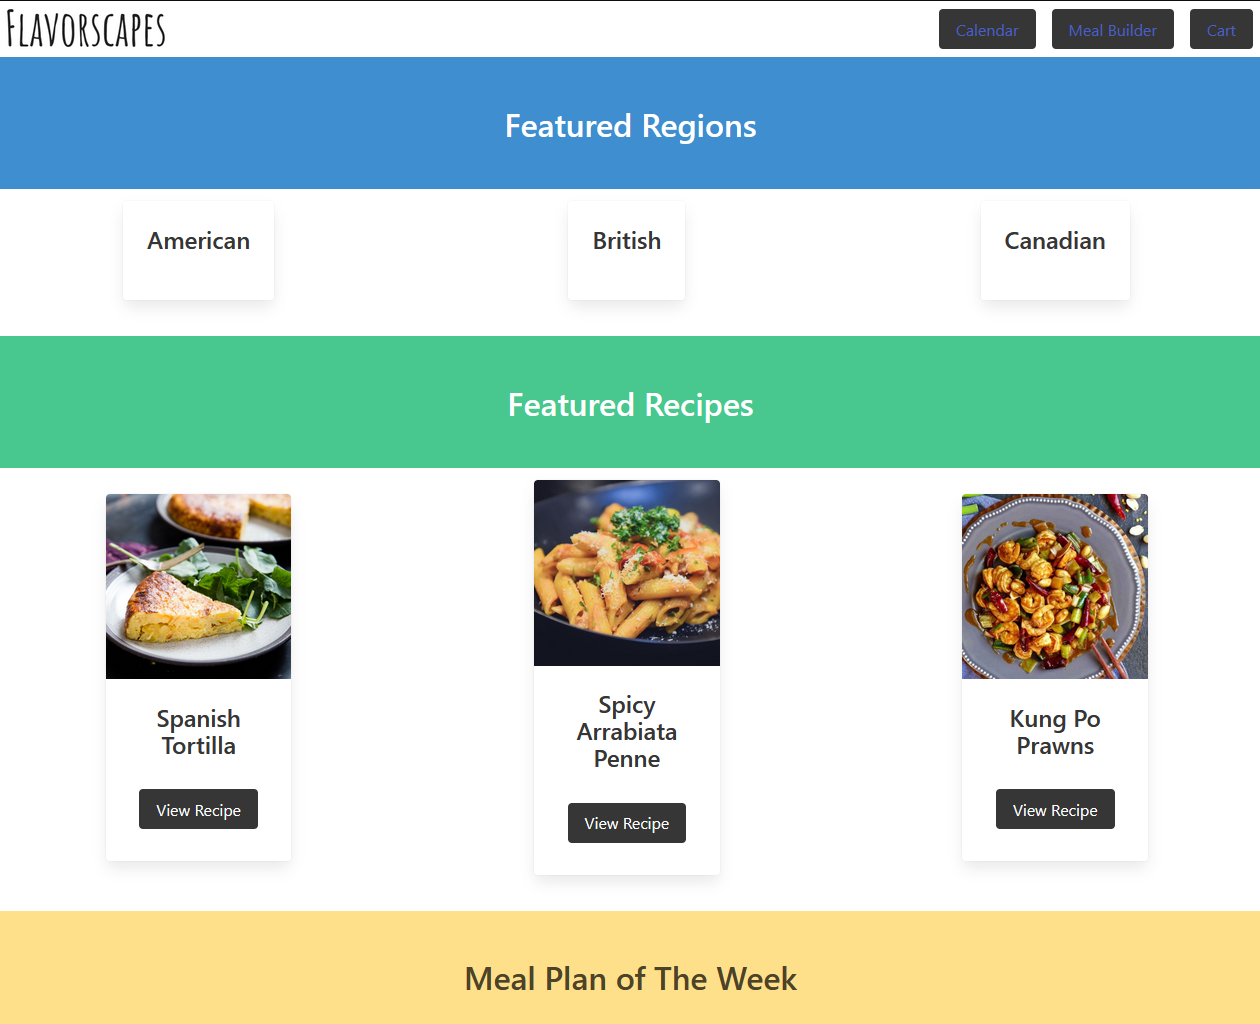 Flavorscapes
Calendar
Meal Builder
Cart
Featured Regions
American
British
Canadian
Featured Recipes
Spanish
Tortilla
View Recipe
Spicy
Arrabiata
Penne
View Recipe
Kung Po
Prawns
View Recipe
Meal Plan of The Week